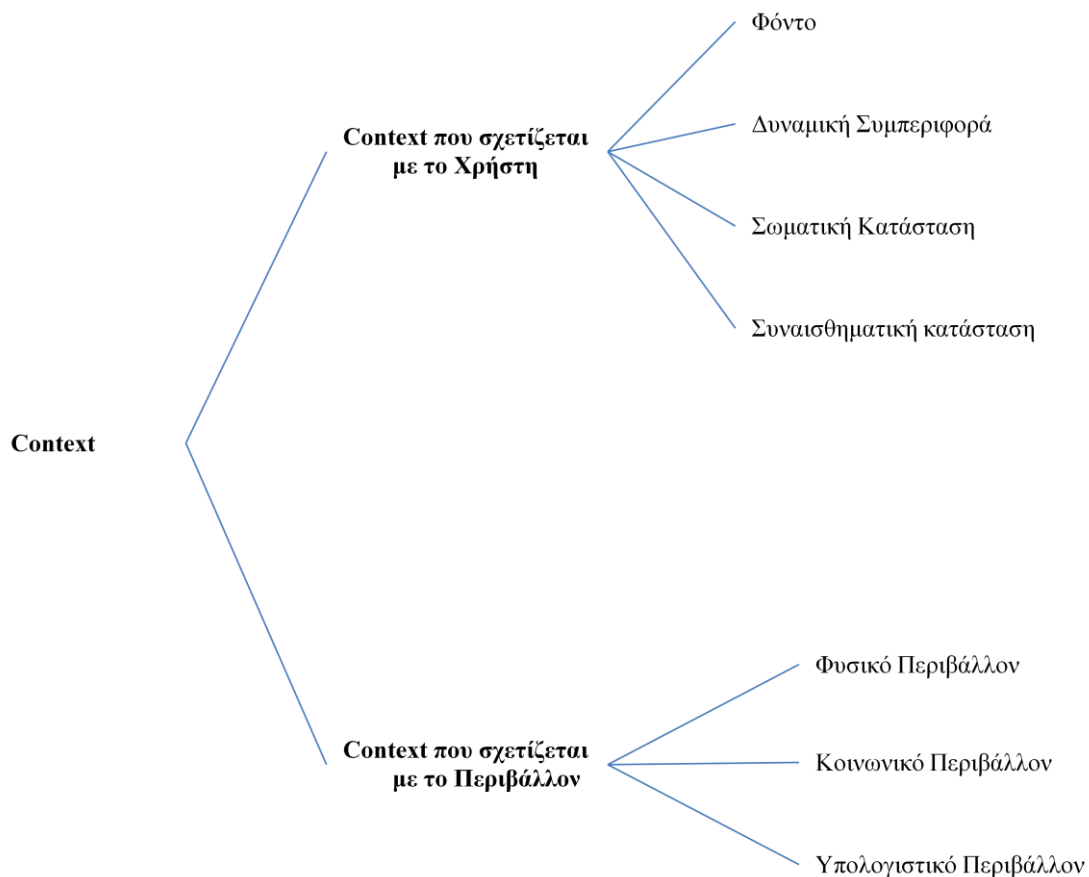 Φόντο
Δυναμική Συμπεριφορά
Context που σχετίζεται
με το Χρήστη
Σωματική Κατάσταση
Συναισθηματική κατάσταση
Context
Φυσικό Περιβάλλον
Context που σχετίζεται
με το Περιβάλλον
Κοινωνικό Περιβάλλον
Υπολογιστικό Περιβάλλον